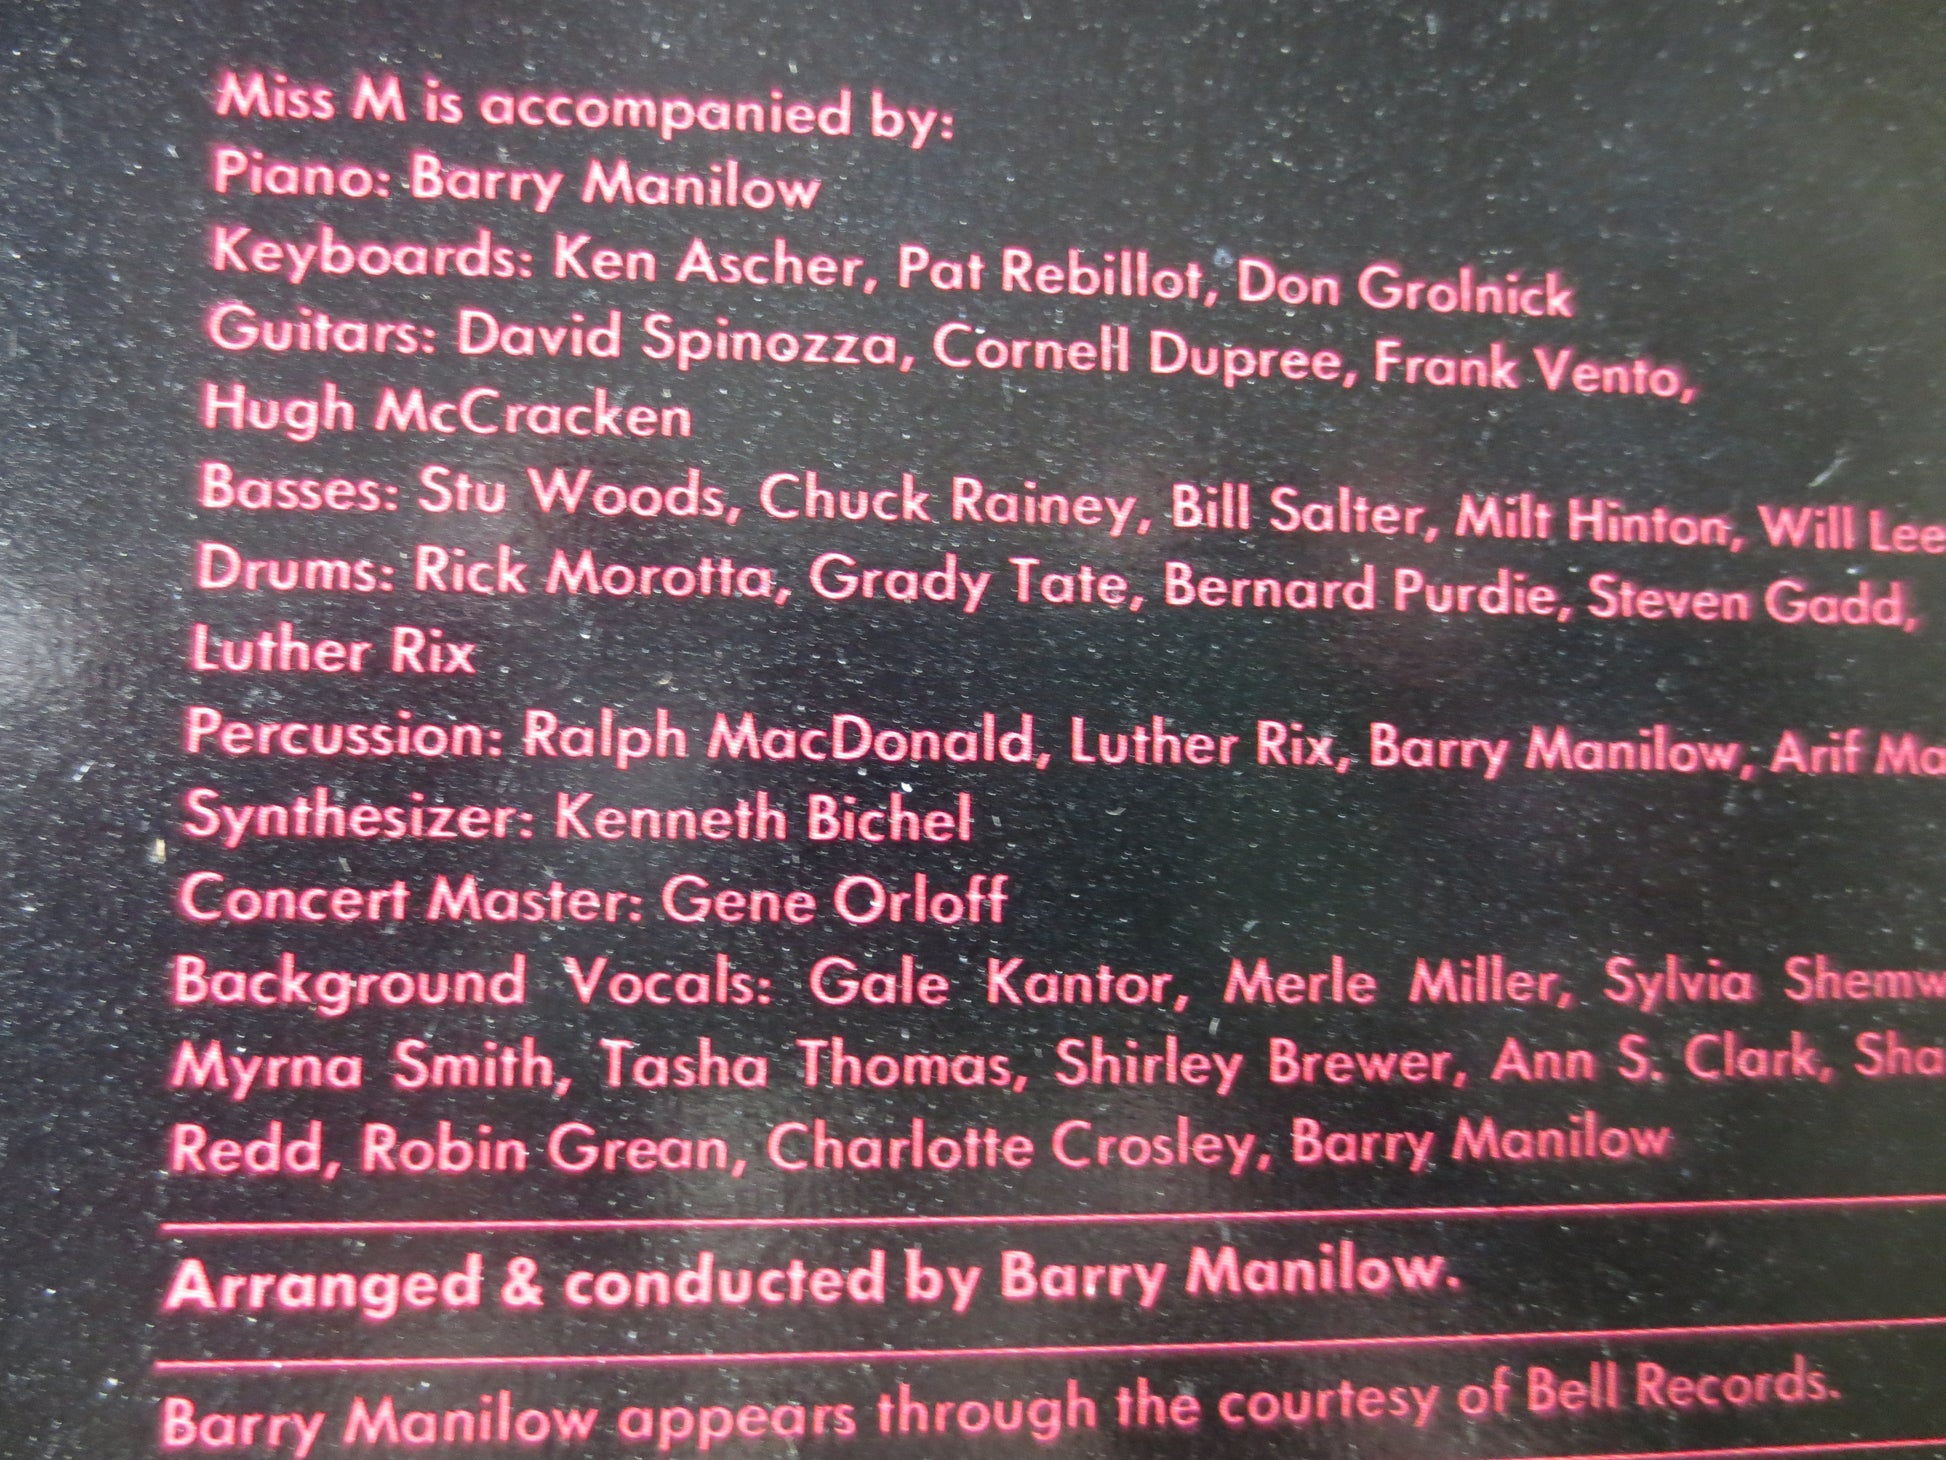 Miss M is accompanied by:
Piano: Barry Manilow
Keyboards: Ken Ascher, Pat Rebillot, Don Grolnick
Guitars: David Spinozza, Cornell Dupree, Frank Vento,
Hugh McCracken
Basses: Stu Woods, Chuck Rainey, Bill Salter, Milt Hinton, Will Lee
Drums: Rick Morotta, Grady Tate, Bernard Purdie, Steven Gadd,
Luther Rix
Percussion: Ralph MacDonald, Luther Rix, Barry Manilow, Arif
Synthesizer: Kenneth Bichel
Concert Master: Gene Orloff
Background Vocals: Gale Kantor, Merle Miller, Sylvia
Myrna Smith, Tasha Thomas, Shirley Brewer, Ann S. Clark,
Redd, Robin Grean, Charlotte Crosley, Barry Manilow
Arranged & conducted by Barry Manilow.
Barry Manilow appears through the courtesy of Bell Records.